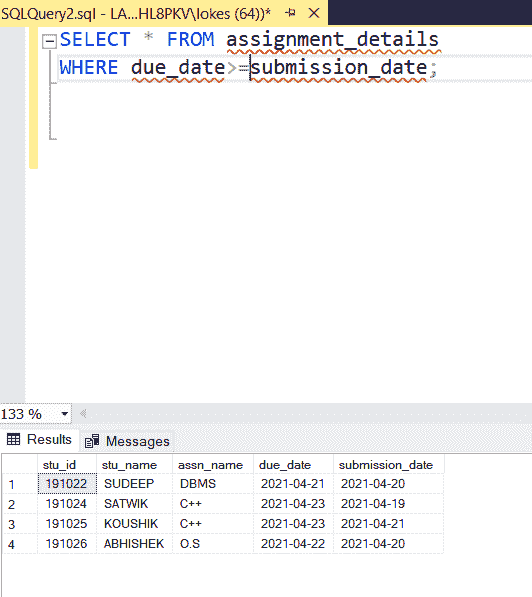 SQLQuery2.sql - LA...HL8PKV\lokes (64))*
SELECT * FROM assignment_details
WHERE due_date>=submission_date;
133 %
Results Messages
stu_id stu_name assn_name due_date submission_date
1 191022 SUDEEP DBMS 2021-04-21 2021-04-20
2 191024 SATWIK C++ 2021-04-23 2021-04-19
3 191025 KOUSHIK C++ 2021-04-23 2021-04-21
4 191026 ABHISHEK O.S 2021-04-22 2021-04-20